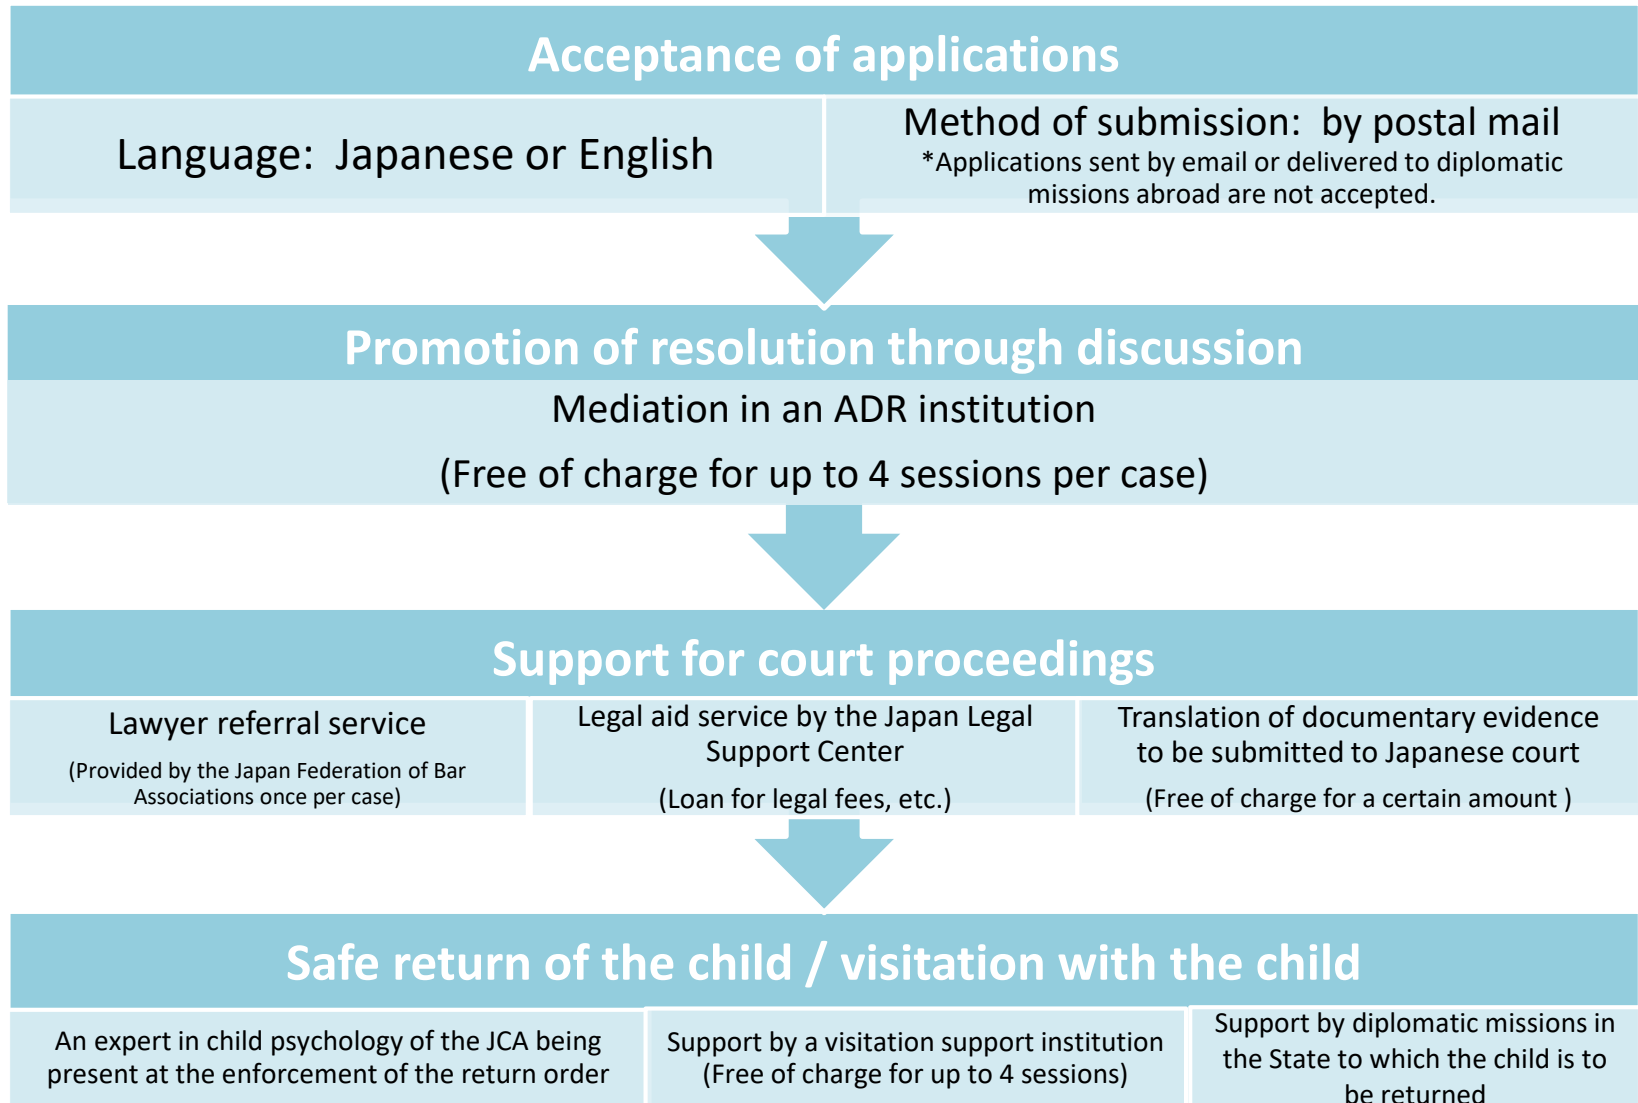 Acceptance of applications
Language:  Japanese or English
Method of submission:  by postal mail
*Applications sent by email or delivered to diplomatic
missions abroad are not accepted.
Promotion of resolution through discussion
Mediation in an ADR institution
(Free of charge for up to 4 sessions per case)
Support for court proceedings
Lawyer referral service
(Provided by the Japan Federation of Bar
Associations once per case)
Legal aid service by the Japan Legal
Support Center
(Loan for legal fees, etc.)
Translation of documentary evidence
to be submitted to Japanese court
(Free of charge for a certain amount )
Safe return of the child / visitation with the child
An expert in child psychology of the JCA being
present at the enforcement of the return order
Support by a visitation support institution
(Free of charge for up to 4 sessions)
Support by diplomatic missions in
the State to which the child is to
be returned